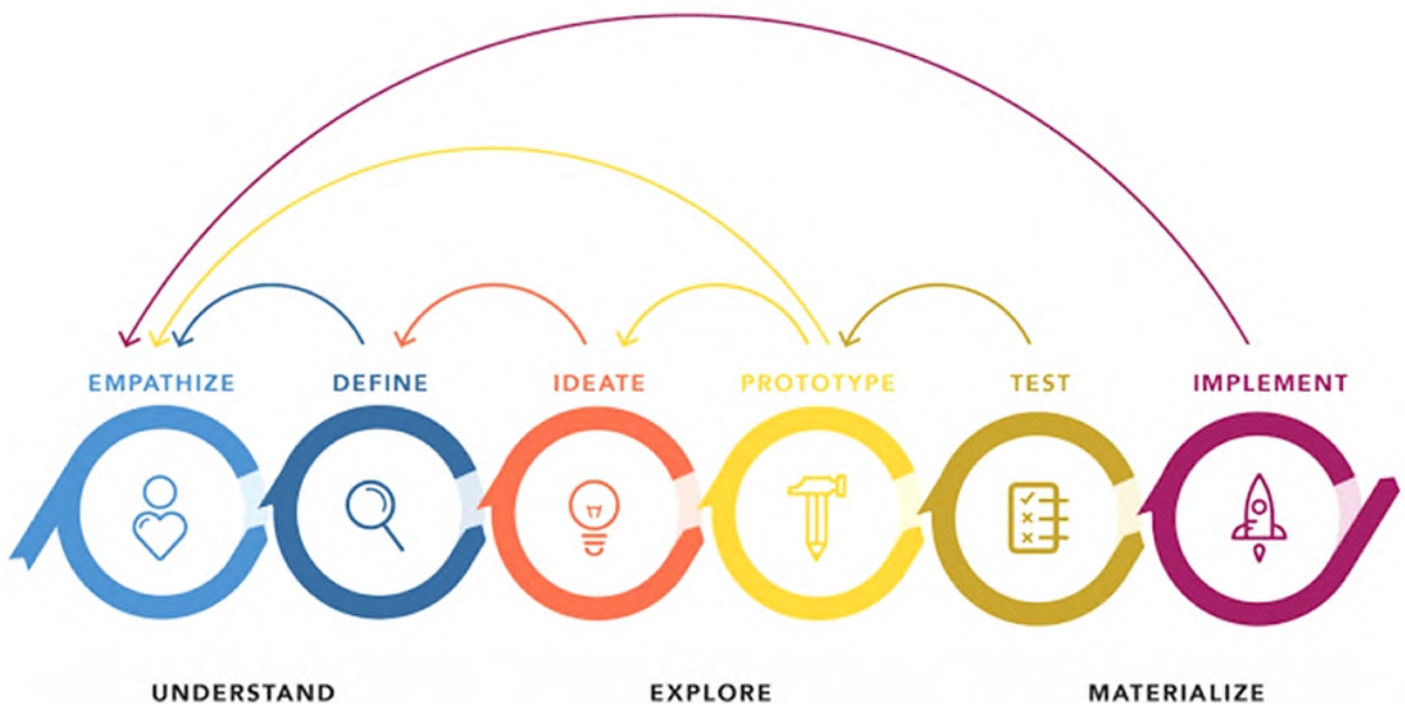 EMPATHIZE
DEFINE
IDEATE
PROTOTYPE
TEST
IMPLEMENT
UNDERSTAND
EXPLORE
MATERIALIZE